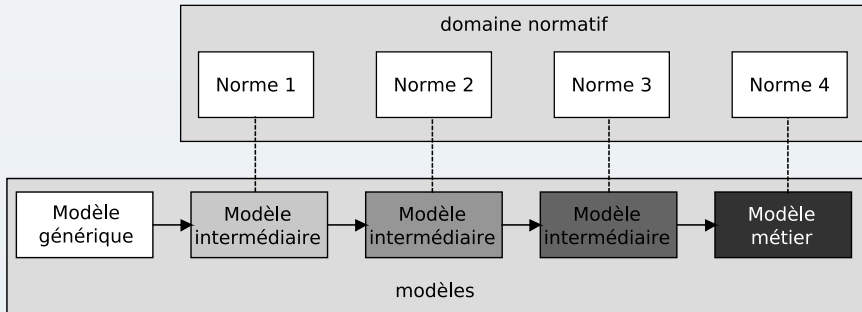 domaine normatif
Norme 1
Norme 2
Norme 3
Norme 4
Modèle
générique
Modèle
intermédiaire
Modèle
intermédiaire
Modèle
intermédiaire
Modèle
métier
modèles